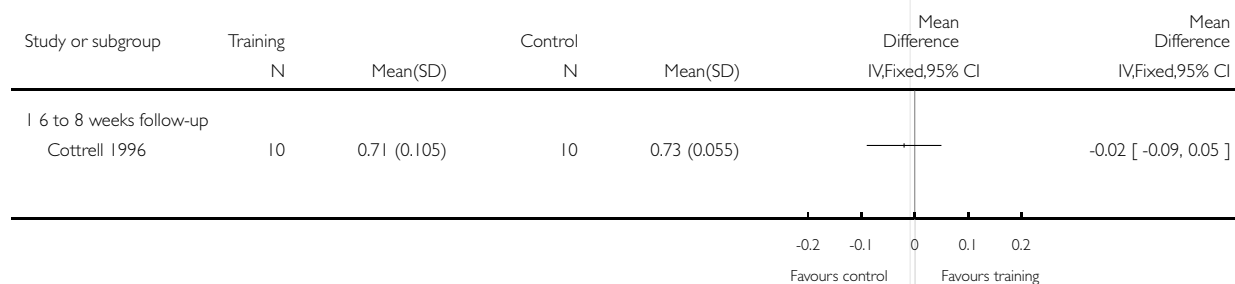 Mean Mean
Study or subgroup Training Control Difference Difference
N Mean(SD) N Mean(SD) IV,Fixed,95% CI IV,Fixed,95% CI
1 6 to 8 weeks follow-up
Cottrell 1996 10 0.71 (0.105) 10 0.73 (0.055) -0.02 [ -0.09, 0.05 ]
-0.2 -0.1 0 0.1 0.2
Favours control Favours training